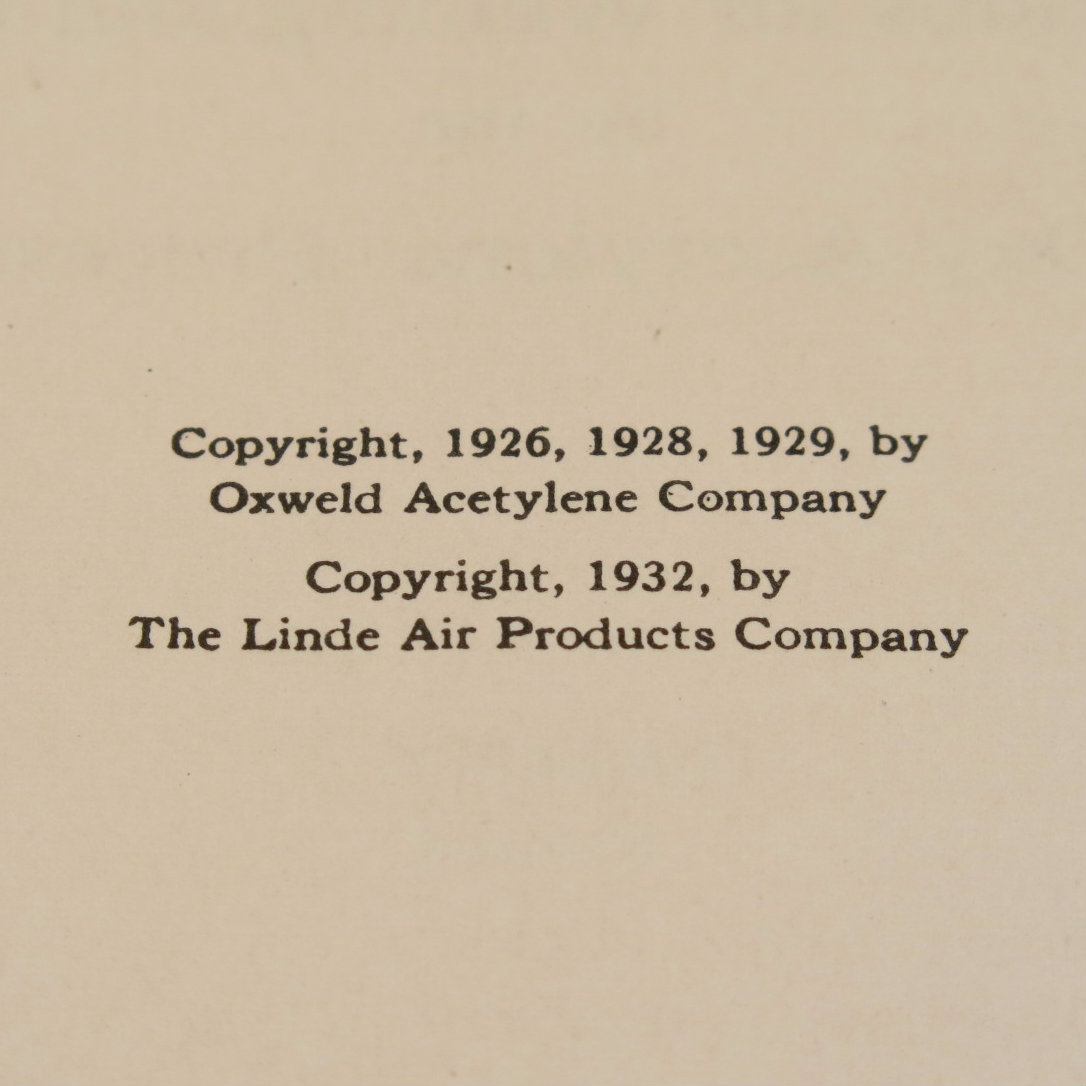 Copyright, 1926, 1928, 1929, by
Oxweld Acetylene Company
Copyright, 1932, by
The Linde Air Products Company